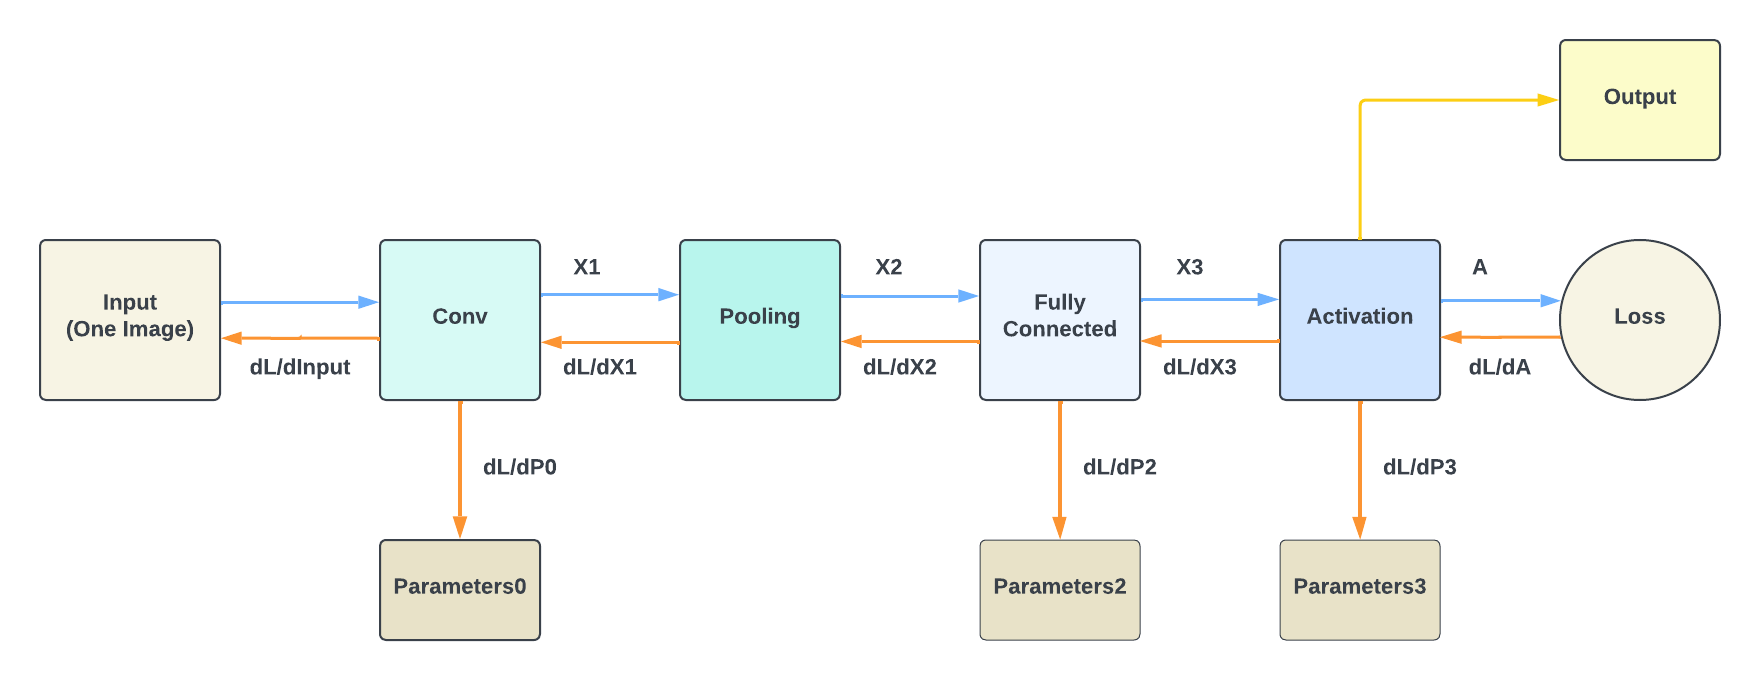 Output
Input
(One Image)
Conv
Pooling
Fully
Connected
Activation
Loss
X1
X2
X3
A
dL/dInput
dL/dX1
dL/dX2
dL/dX3
dL/dA
dL/dP0
dL/dP2
dL/dP3
Parameters0
Parameters2
Parameters3